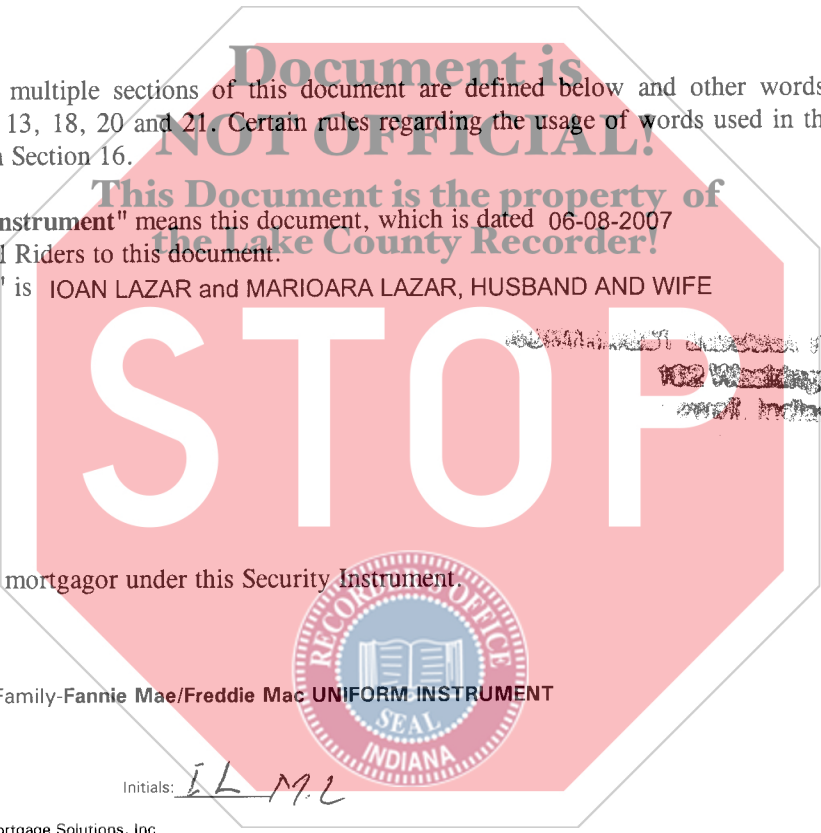 Document is
multiple sections of this document are defined below and other words
13, 18, 20 and 21. Certain rules regarding the usage of words used in th
NOT OFFICIAL!
Section 16.
This Document is the property of
nstrument" means this document, which is dated 06-08-2007
the Lake County Recorder!
Riders to this document.
" is IOAN LAZAR and MARIOARA LAZAR, HUSBAND AND WIFE
STOP
102
mortgagor under this Security Instrument.
RECORDER'S OFFICE
Family-Fannie Mae/Freddie Mac UNIFORM INSTRUMENT
SEAL
INDIANA
Initials: IL M.L
ortgage Solutions, Inc